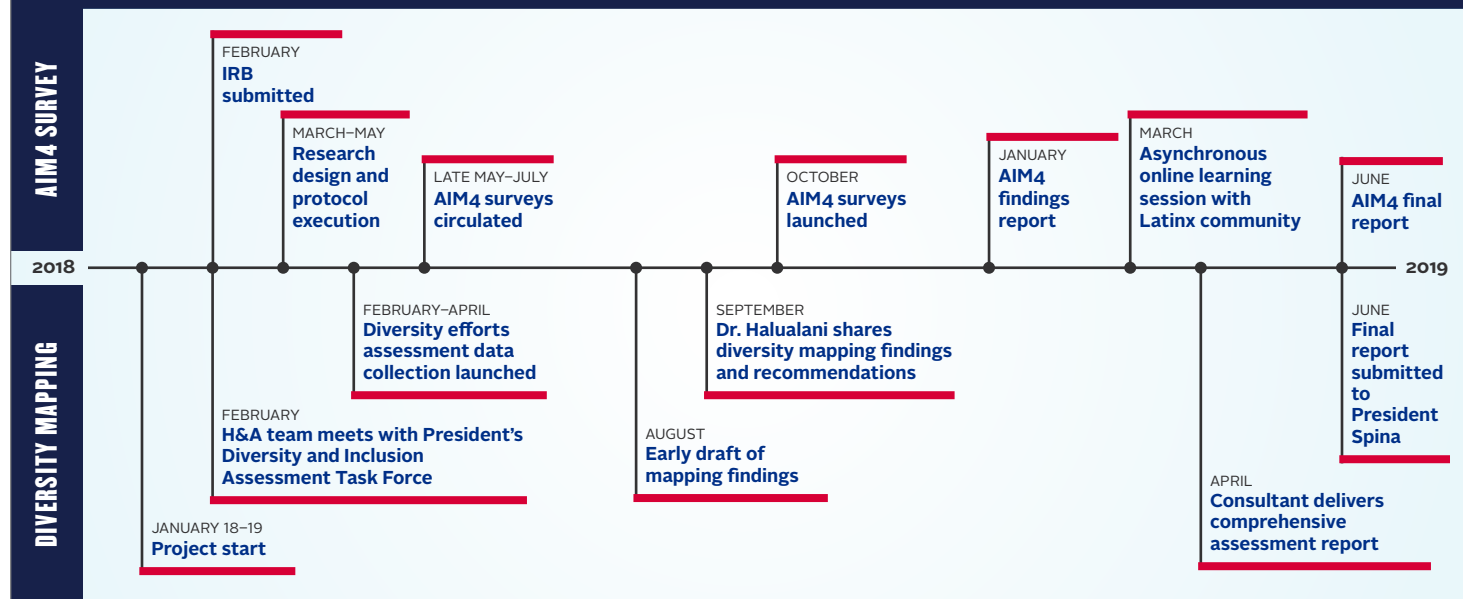 AIM4 SURVEY
FEBRUARY
IRB
submitted
MARCH–MAY
Research
design and
protocol
execution
LATE MAY–JULY
AIM4 surveys
circulated
OCTOBER
AIM4 surveys
launched
JANUARY
AIM4
findings
report
MARCH
Asynchronous
online learning
session with
Latinx community
JUNE
AIM4 final
report
2018
2019
DIVERSITY MAPPING
JANUARY 18–19
Project start
FEBRUARY
H&A team meets with President’s
Diversity and Inclusion
Assessment Task Force
FEBRUARY–APRIL
Diversity efforts
assessment data
collection launched
AUGUST
Early draft of
mapping findings
SEPTEMBER
Dr. Halualani shares
diversity mapping findings
and recommendations
APRIL
Consultant delivers
comprehensive
assessment report
JUNE
Final
report
submitted
to
President
Spina